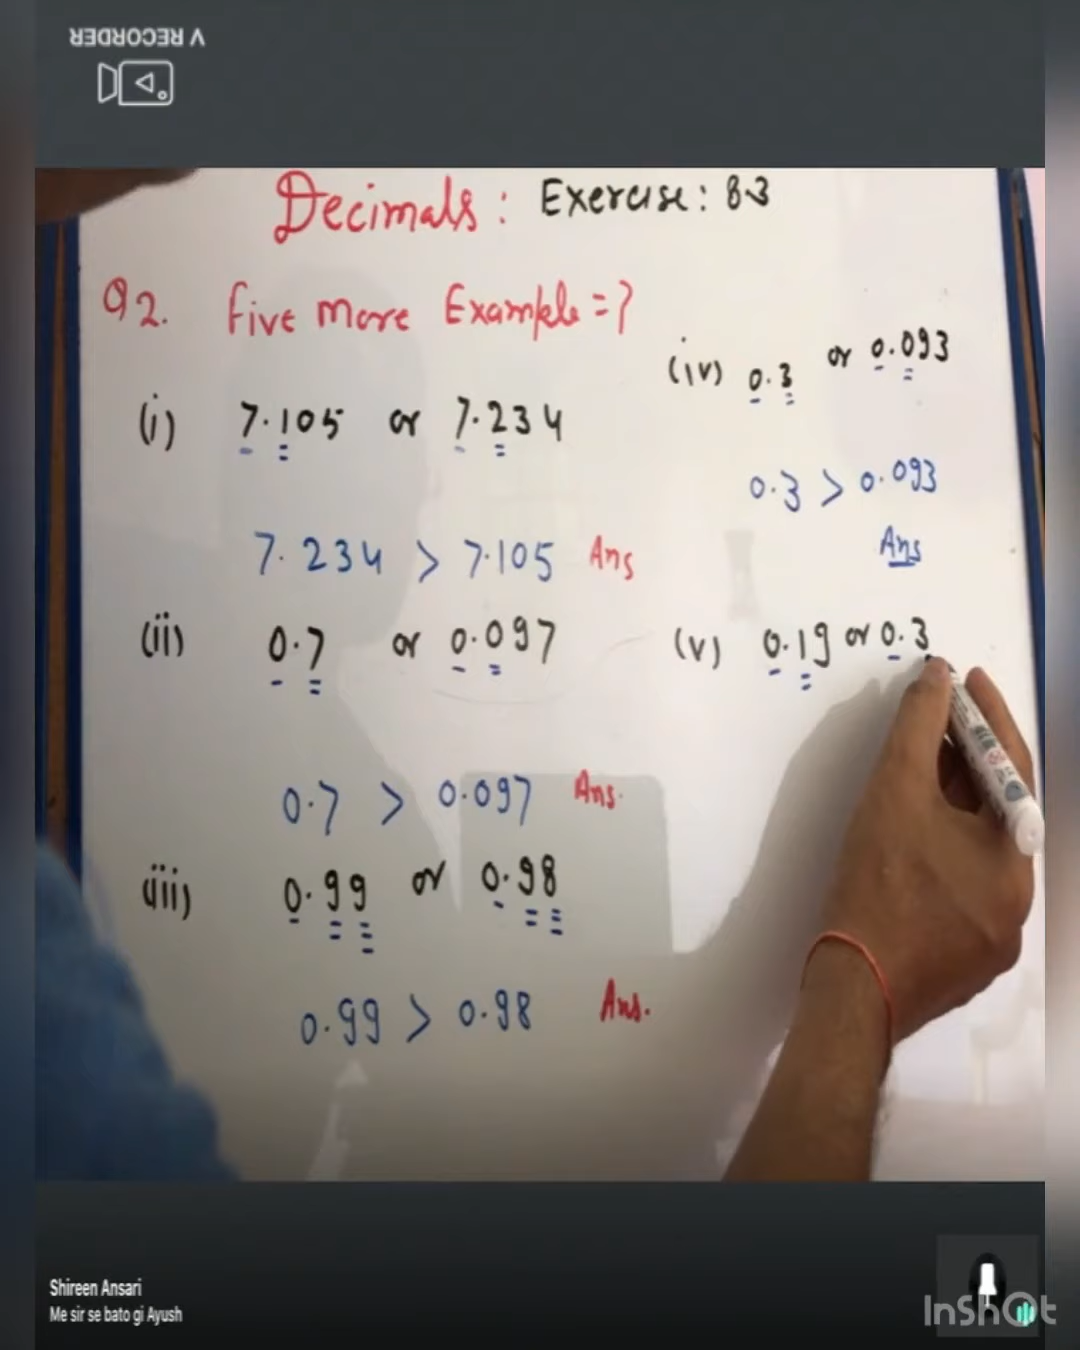 V RECORDER
Decimals: Exercise: 8.3
Q2. Five More Example = ?
(i) 7.105 or 7.234
7.234 > 7.105 Ans
(ii) 0.7 or 0.097
0.7 > 0.097 Ans.
(iii) 0.99 or 0.98
0.99 > 0.98 Ans.
(iv) 0.3 or 0.093
0.3 > 0.093
Ans
(v) 0.19 or 0.3
Shireen Ansari
Me sir se bato gi Ayush
InShOt